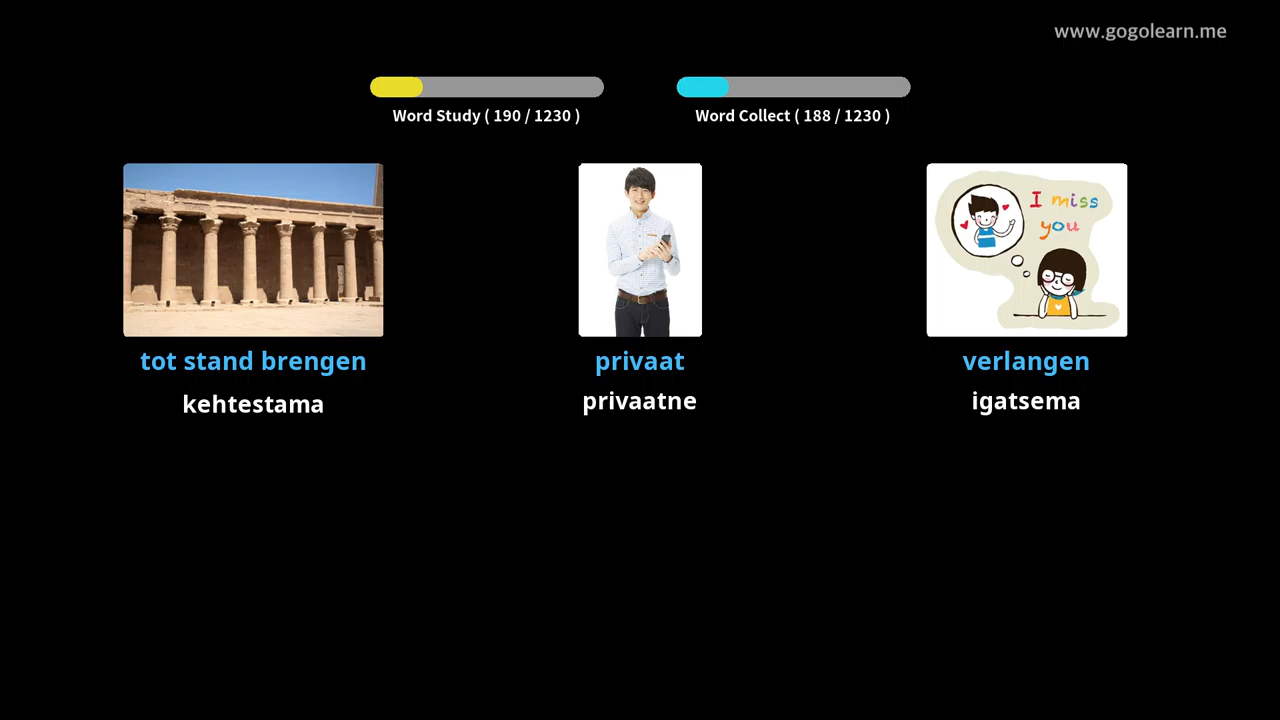 www.gogolearn.me
Word Study ( 190 / 1230 )
Word Collect ( 188 / 1230 )
I miss
you
tot stand brengen
privaat
verlangen
kehtestama
privaatne
igatsema